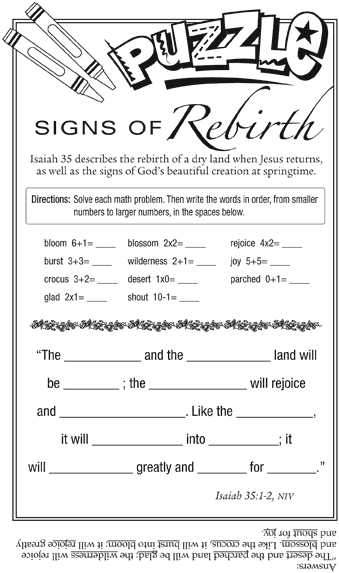 PUZZLE
SIGNS OF Rebirth
Isaiah 35 describes the rebirth of a dry land when Jesus returns,
as well as the signs of God's beautiful creation at springtime.
Directions: Solve each math problem. Then write the words in order, from smaller
numbers to larger numbers, in the spaces below.
bloom 6+1= ____ blossom 2x2= ____ rejoice 4x2= ____
burst 3+3= ____ wilderness 2+1= ____ joy 5+5= ____
crocus 3+2= ____ desert 1x0= ____ parched 0+1= ____
glad 2x1= ____ shout 10-1= ____
“The __________ and the __________ land will
be ________ ; the ______________ will rejoice
and ______________ . Like the ___________,
it will __________ into __________; it
will __________ greatly and _______ for ______.”
Isaiah 35:1-2, NIV
Answers:
“The desert and the parched land will be glad; the wilderness will rejoice
and blossom. Like the crocus, it will burst into bloom; it will rejoice greatly
and shout for joy.